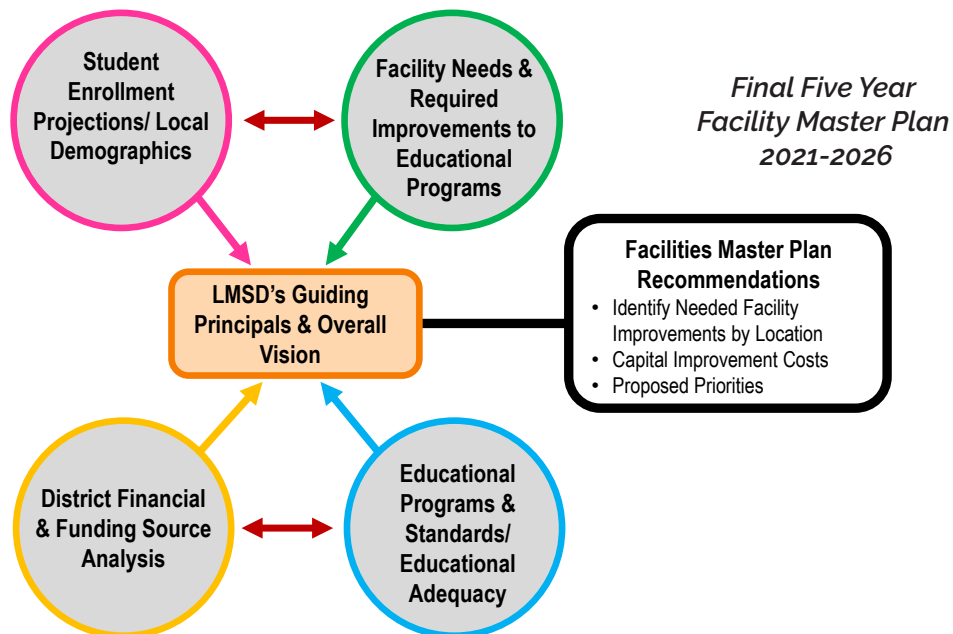 Student
Enrollment
Projections/ Local
Demographics
Facility Needs &
Required
Improvements to
Educational
Programs
Final Five Year
Facility Master Plan
2021-2026
LMSD's Guiding
Principals & Overall
Vision
Facilities Master Plan
Recommendations
• Identify Needed Facility
Improvements by Location
• Capital Improvement Costs
• Proposed Priorities
District Financial
& Funding Source
Analysis
Educational
Programs &
Standards/
Educational
Adequacy